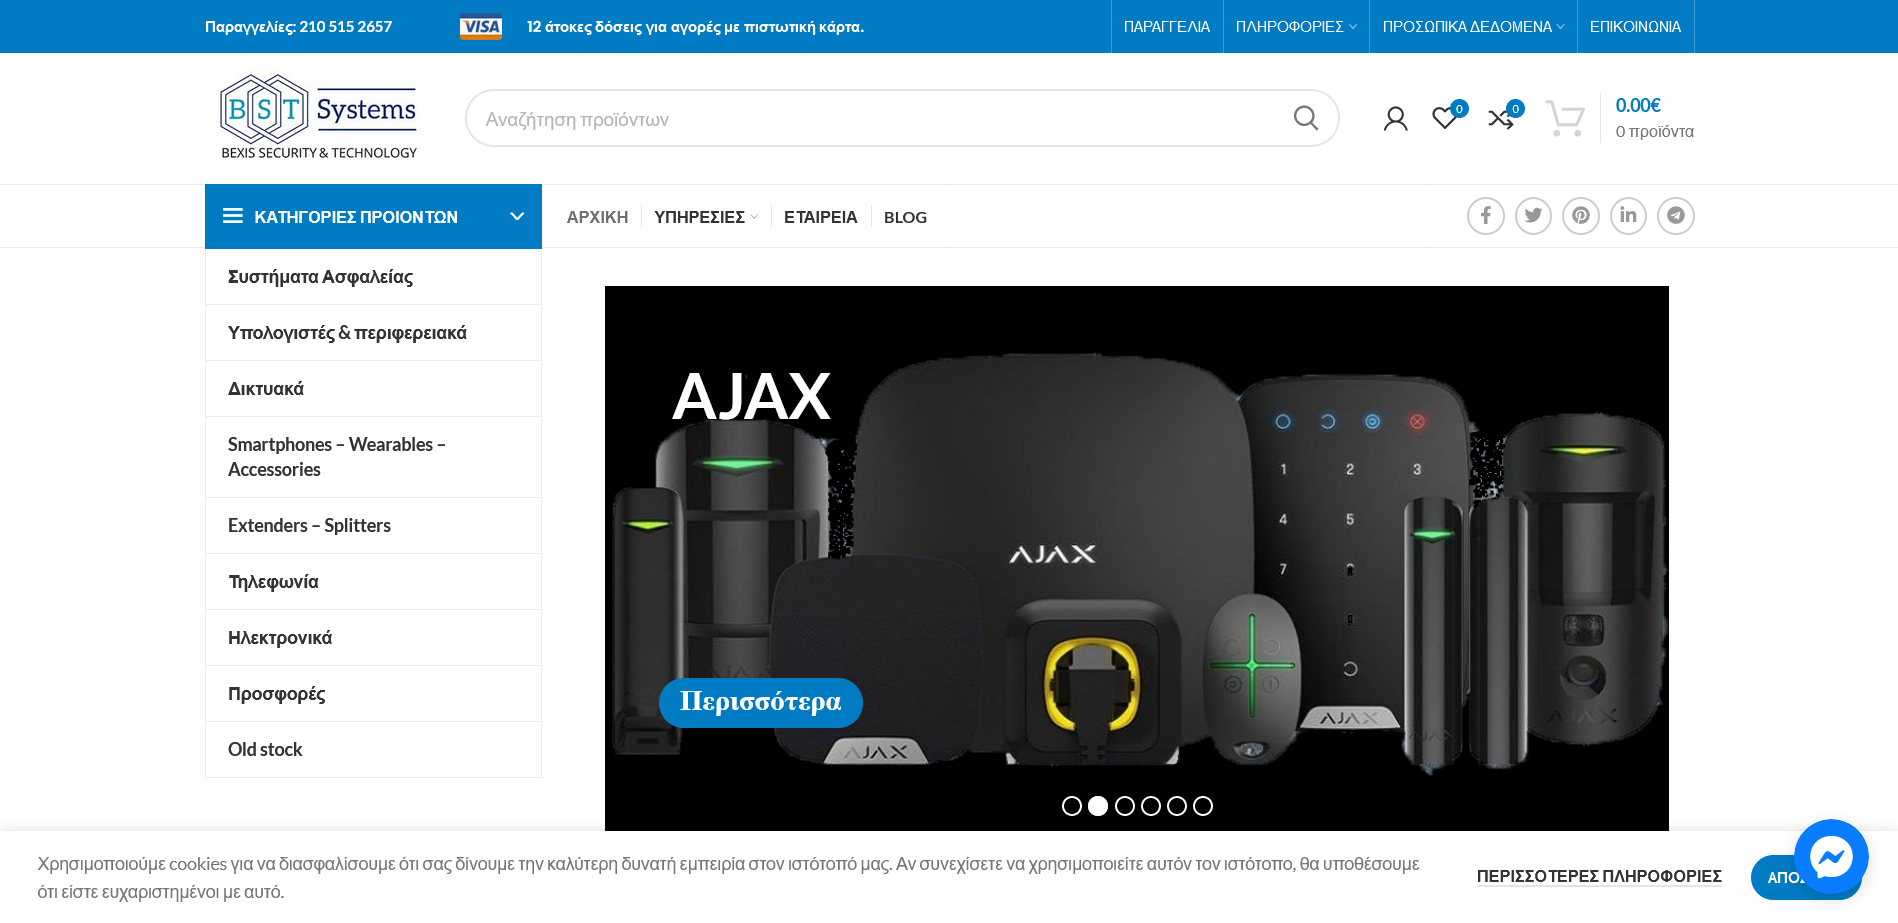 Παραγγελίες: 210 515 2657
VISA
12 άτοκες δόσεις για αγορές με πιστωτική κάρτα.
ΠΑΡΑΓΓΕΛΙΑ
ΠΛΗΡΟΦΟΡΙΕΣ
ΠΡΟΣΩΠΙΚΑ ΔΕΔΟΜΕΝΑ
ΕΠΙΚΟΙΝΩΝΙΑ
BST Systems
BEXIS SECURITY & TECHNOLOGY
Αναζήτηση προϊόντων
0
0
0.00€
0 προϊόντα
ΚΑΤΗΓΟΡΙΕΣ ΠΡΟΙΟΝΤΩΝ
ΑΡΧΙΚΗ
ΥΠΗΡΕΣΙΕΣ
ΕΤΑΙΡΕΙΑ
BLOG
Συστήματα Ασφαλείας
Υπολογιστές & περιφερειακά
Δικτυακά
Smartphones – Wearables –
Accessories
Extenders – Splitters
Τηλεφωνία
Ηλεκτρονικά
Προσφορές
Old stock
AJAX
1 2 3
4 5
7
AJAX
AJAX
AJAX
AJAX
AJAX
AJAX
Περισσότερα
Χρησιμοποιούμε cookies για να διασφαλίσουμε ότι σας δίνουμε την καλύτερη δυνατή εμπειρία στον ιστότοπό μας. Αν συνεχίσετε να χρησιμοποιείτε αυτόν τον ιστότοπο, θα υποθέσουμε
ότι είστε ευχαριστημένοι με αυτό.
ΠΕΡΙΣΣΟΤΕΡΕΣ ΠΛΗΡΟΦΟΡΙΕΣ